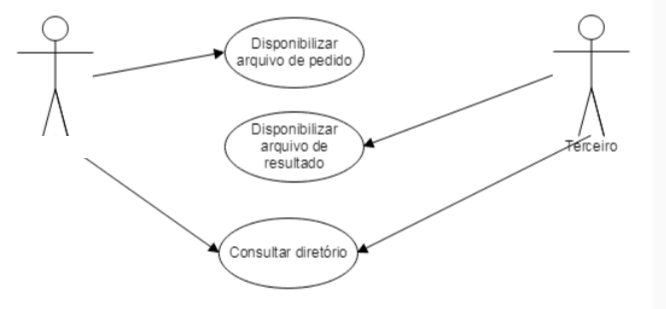 Disponibilizar
arquivo de pedido
Disponibilizar
arquivo de
resultado
Terceiro
Consultar diretório